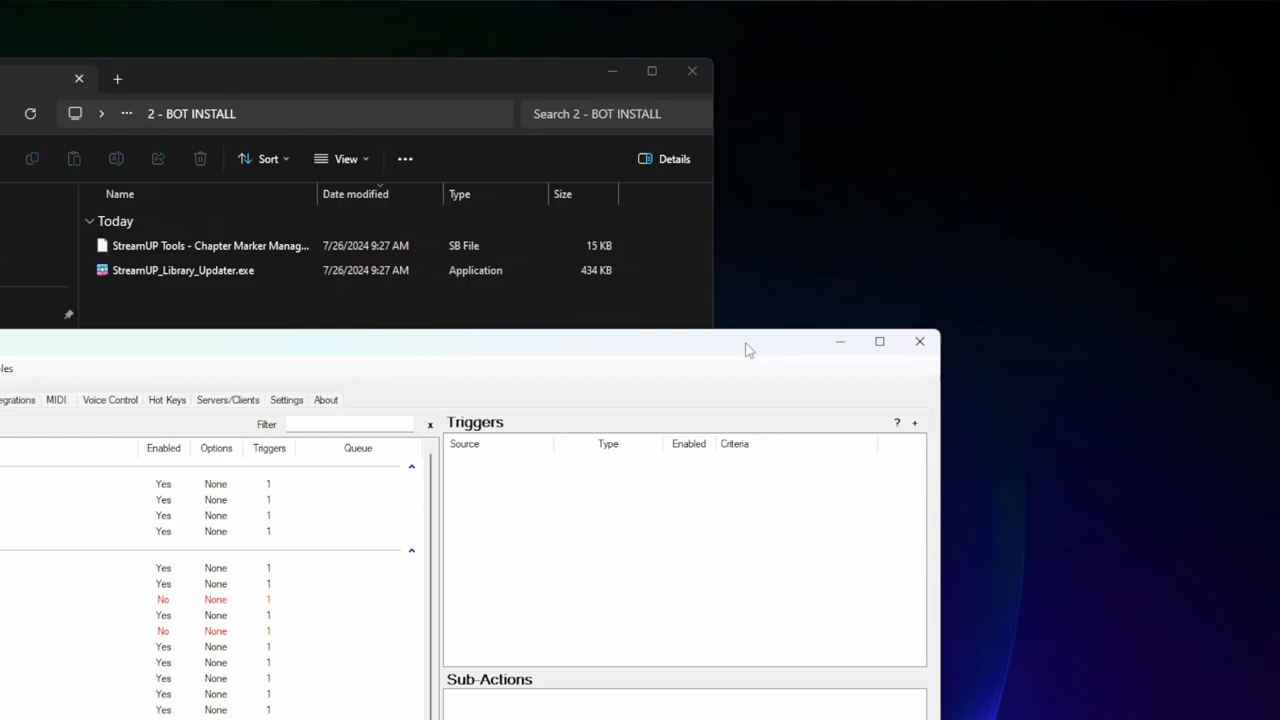 2 - BOT INSTALL
Search 2 - BOT INSTALL
Sort
View
Details
Name Date modified Type Size
Today
StreamUP Tools - Chapter Marker Manag... 7/26/2024 9:27 AM SB File 15 KB
StreamUP_Library_Updater.exe 7/26/2024 9:27 AM Application 434 KB
les
egrations MIDI Voice Control Hot Keys Servers/Clients Settings About
Filter x
Triggers ? +
Enabled Options Triggers Queue
Source Type Enabled Criteria
Yes None 1
Yes None 1
Yes None 1
Yes None 1
Yes None 1
Yes None 1
No None 1
Yes None 1
No None 1
Yes None 1
Yes None 1
Yes None 1
Yes None 1
Yes None 1
Sub-Actions